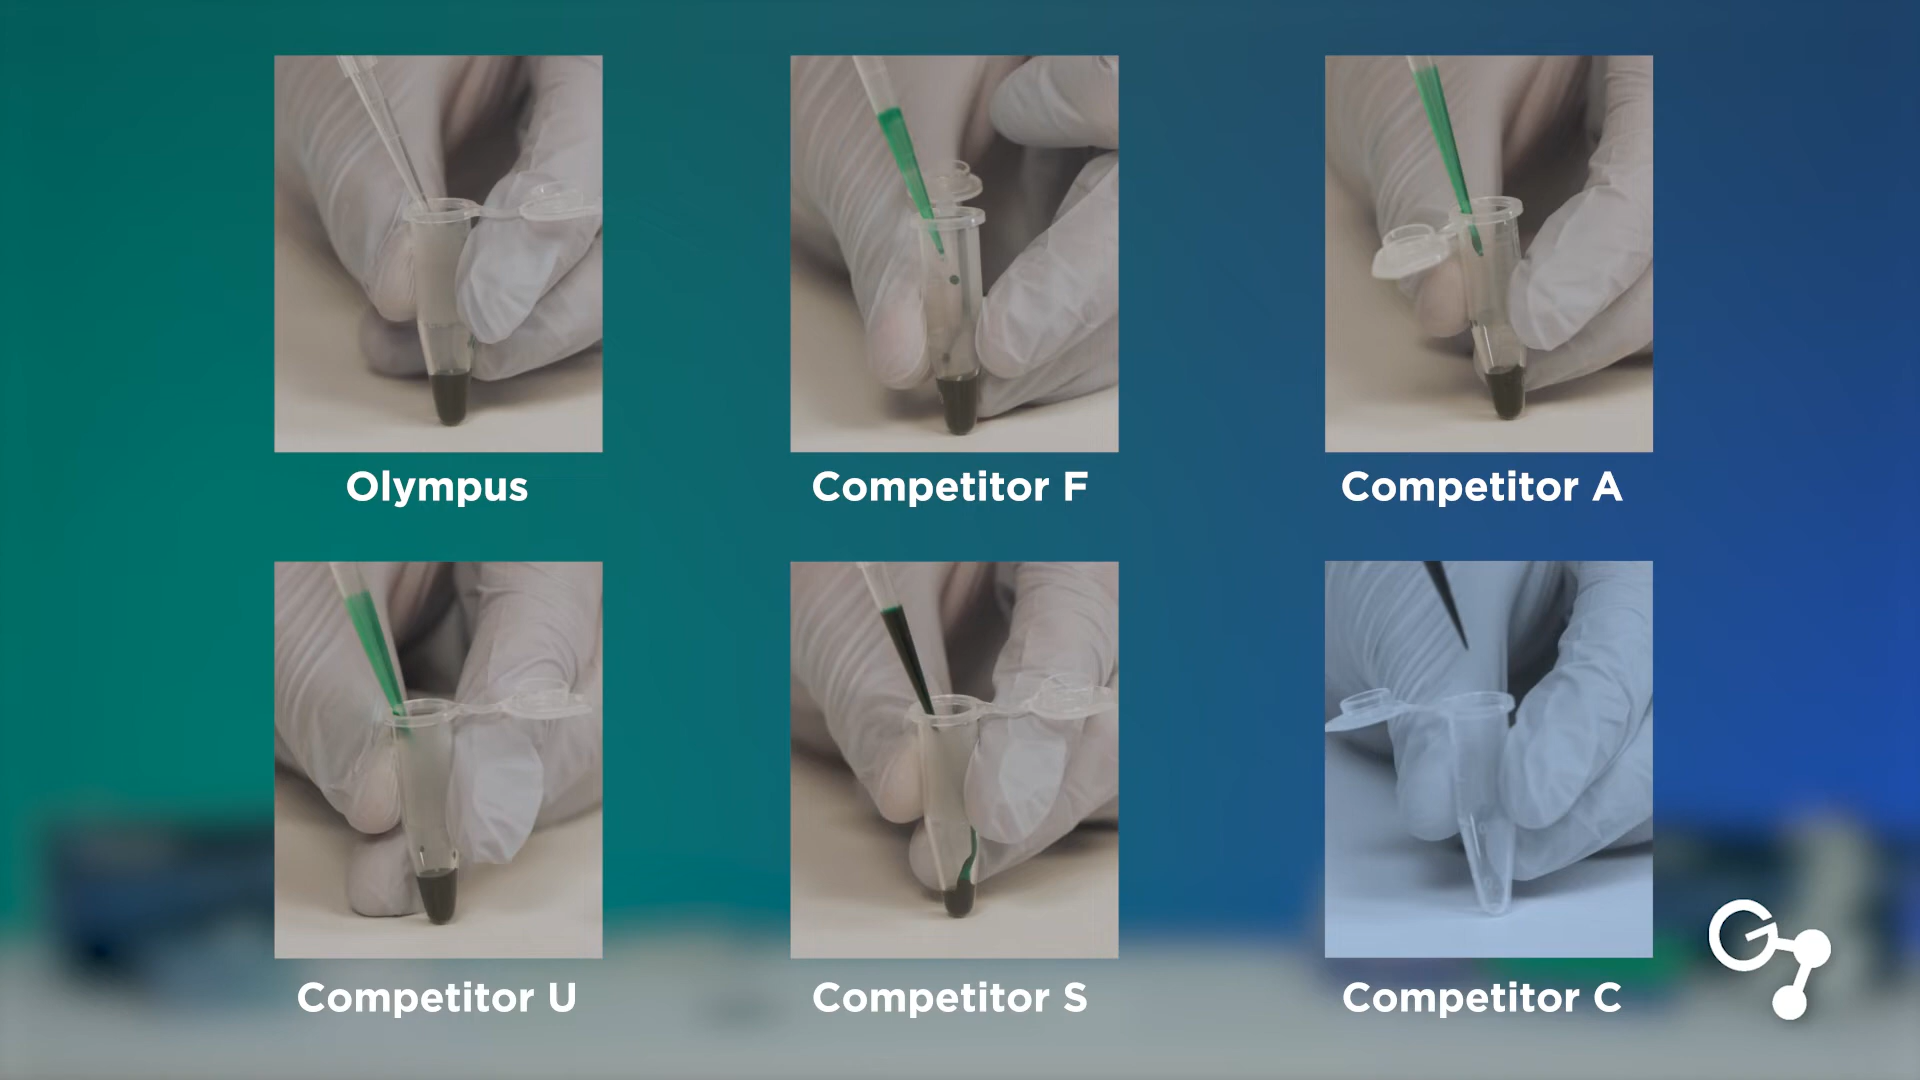 Olympus
Competitor F
Competitor A
Competitor U
Competitor S
Competitor C